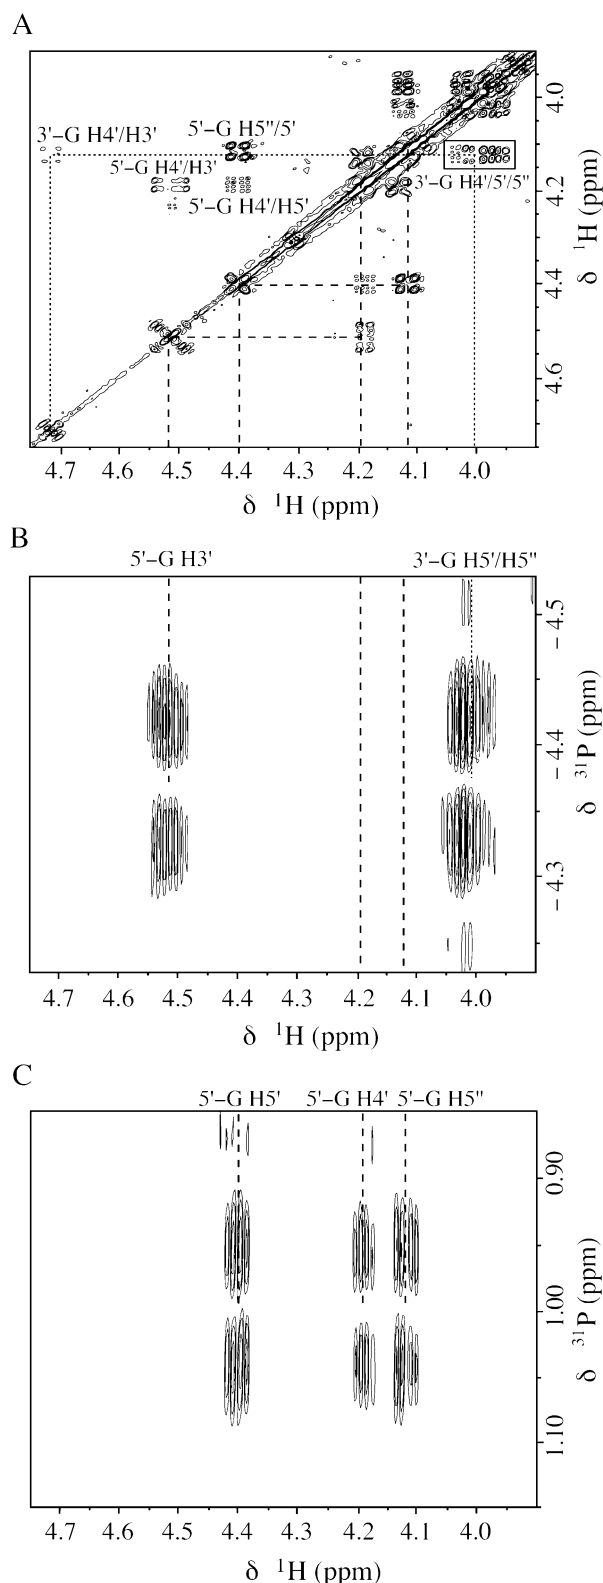 A
3'–G H4'/H3'
5'–G H5''/5'
5'–G H4'/H3'
5'–G H4'/H5'
3'–G H4'/5'/5''
4.0
4.2
4.4
4.6
δ ¹H (ppm)
4.7 4.6 4.5 4.4 4.3 4.2 4.1 4.0
δ ¹H (ppm)
B
5'–G H3' 3'–G H5'/H5''
– 4.5
– 4.4
– 4.3
δ ³¹P (ppm)
4.7 4.6 4.5 4.4 4.3 4.2 4.1 4.0
δ ¹H (ppm)
C
5'–G H5' 5'–G H4' 5'–G H5''
0.90
1.00
1.10
δ ³¹P (ppm)
4.7 4.6 4.5 4.4 4.3 4.2 4.1 4.0
δ ¹H (ppm)